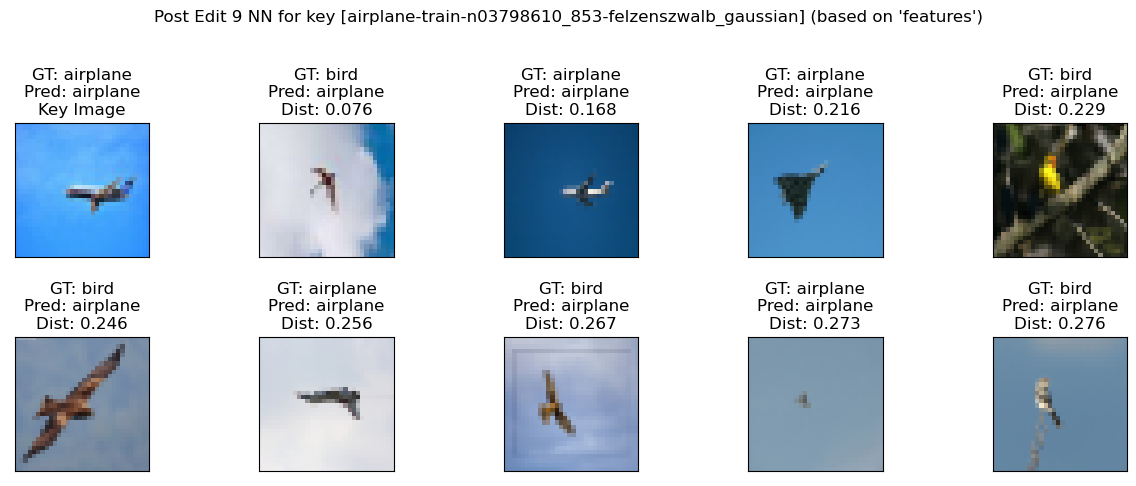 Post Edit 9 NN for key [airplane-train-n03798610_853-felzenszwalb_gaussian] (based on 'features')
GT: airplane
Pred: airplane
Key Image
GT: bird
Pred: airplane
Dist: 0.076
GT: airplane
Pred: airplane
Dist: 0.168
GT: airplane
Pred: airplane
Dist: 0.216
GT: bird
Pred: airplane
Dist: 0.229
GT: bird
Pred: airplane
Dist: 0.246
GT: airplane
Pred: airplane
Dist: 0.256
GT: bird
Pred: airplane
Dist: 0.267
GT: airplane
Pred: airplane
Dist: 0.273
GT: bird
Pred: airplane
Dist: 0.276